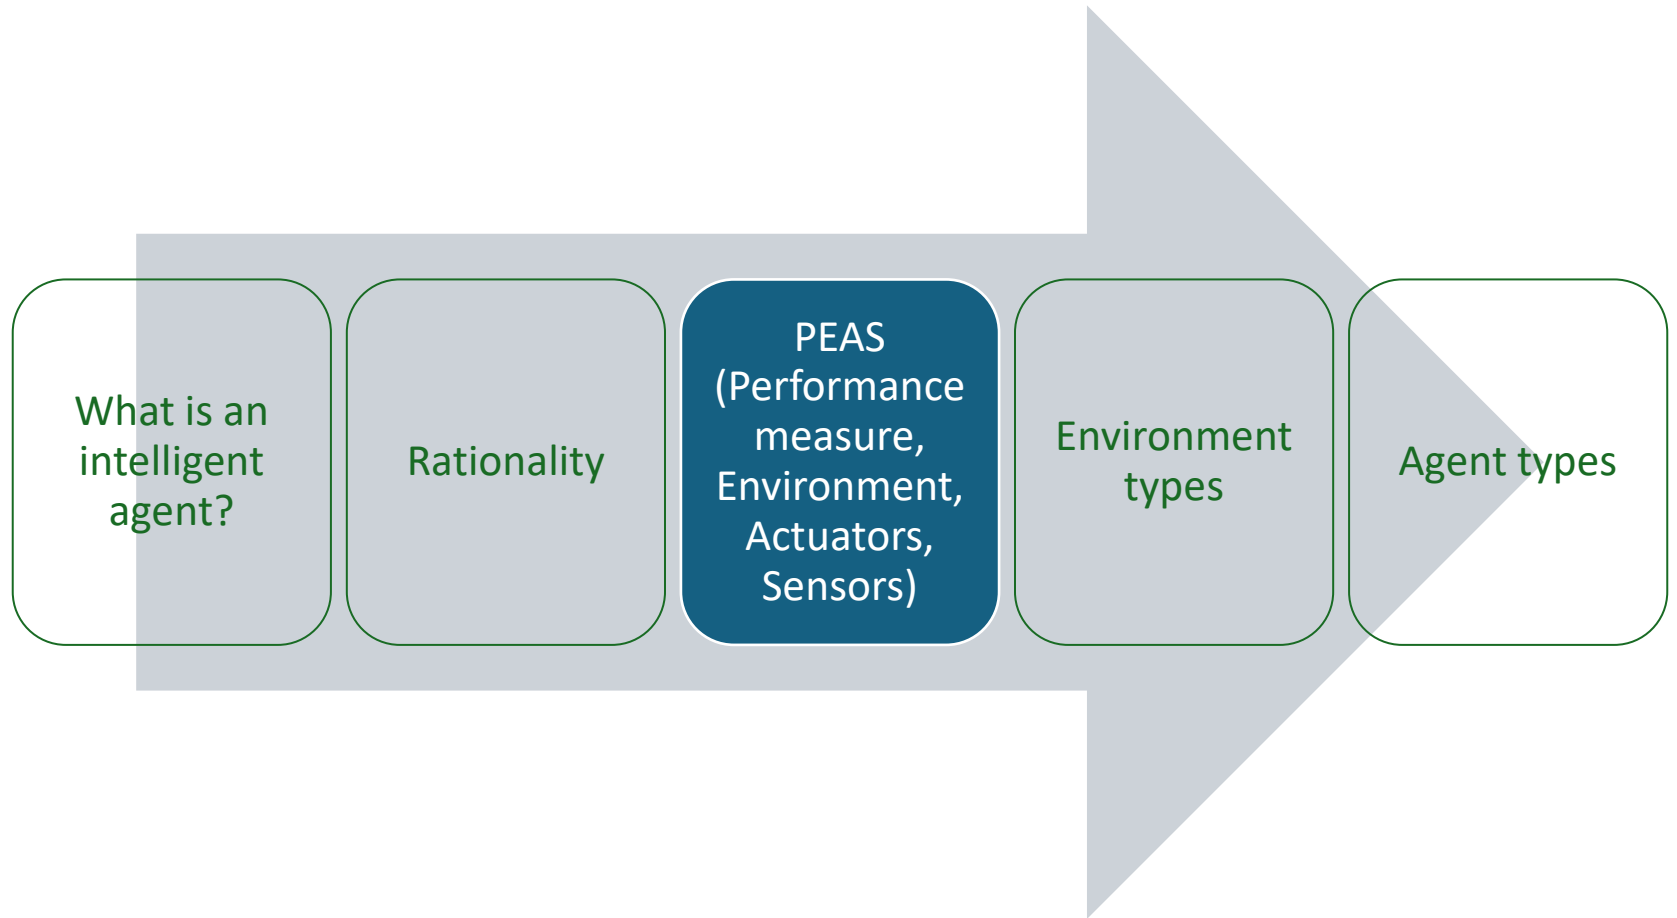 What is an
intelligent
agent?
Rationality
PEAS
(Performance
measure,
Environment,
Actuators,
Sensors)
Environment
types
Agent types